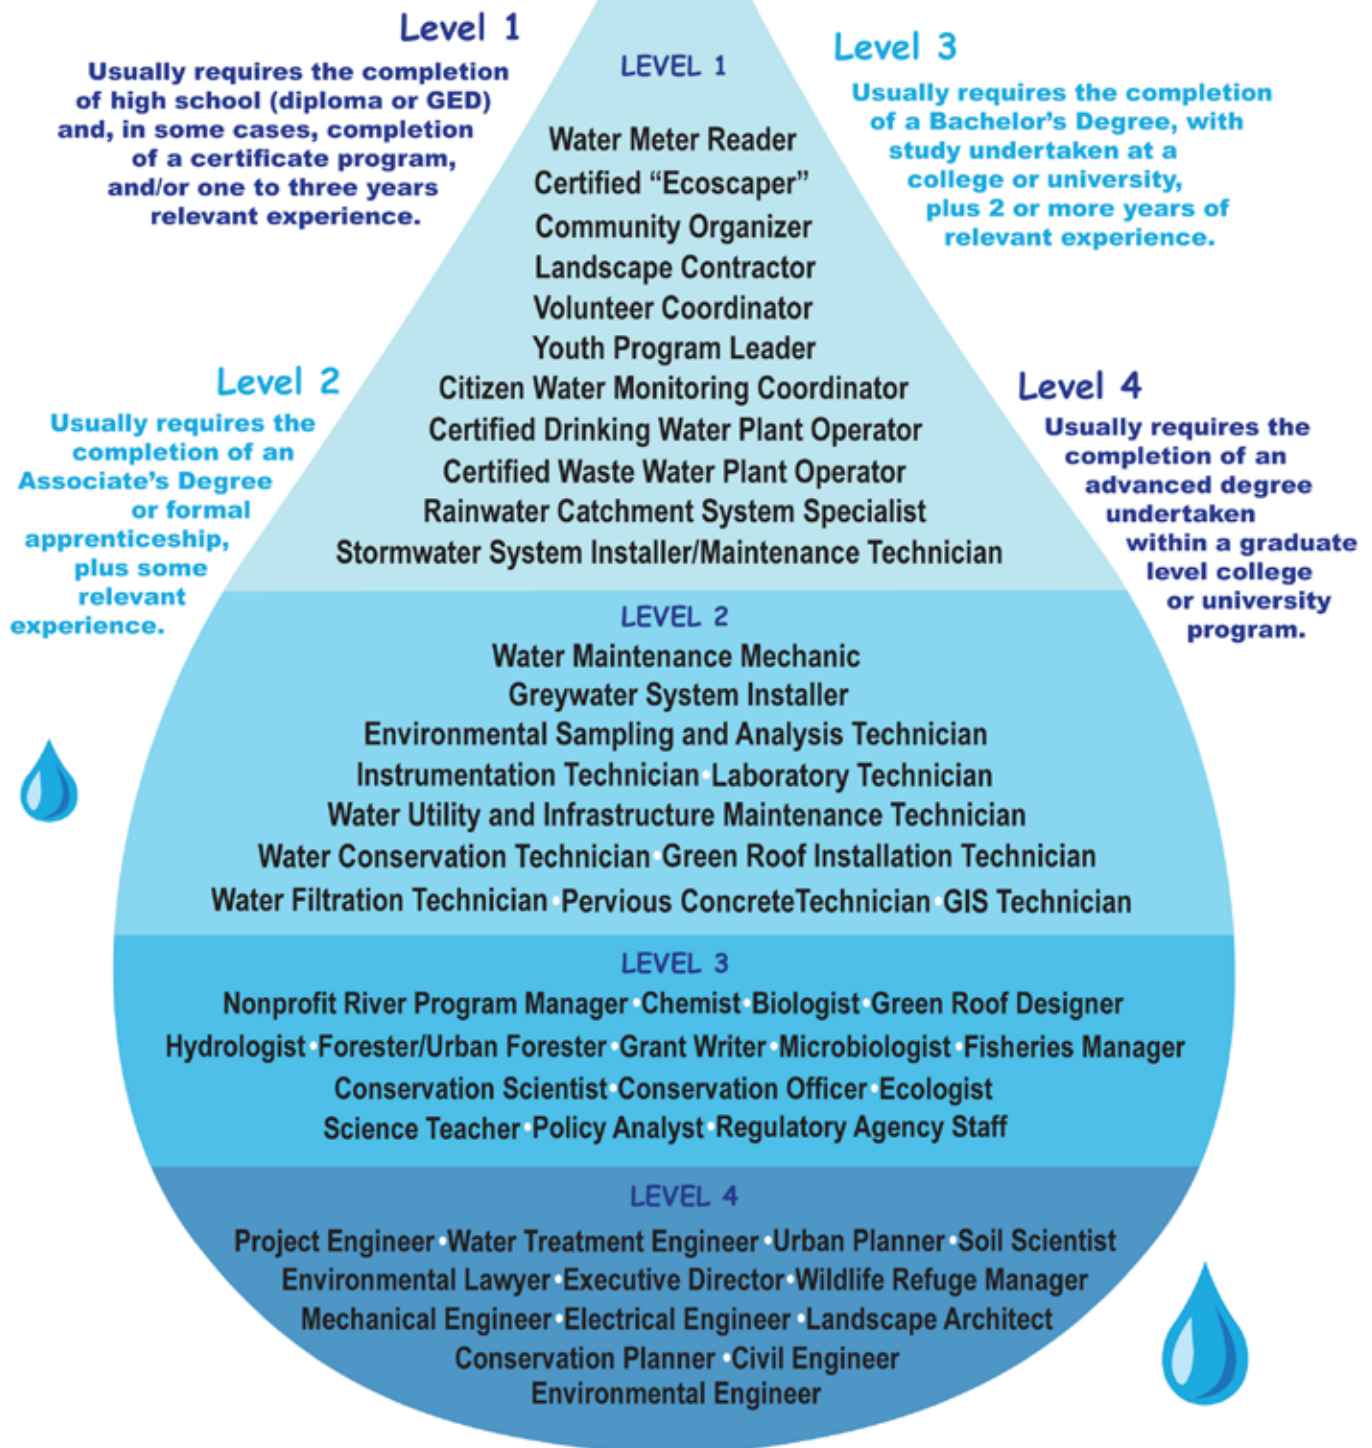 Level 1
Usually requires the completion
of high school (diploma or GED)
and, in some cases, completion
of a certificate program,
and/or one to three years
relevant experience.
Level 3
Usually requires the completion
of a Bachelor's Degree, with
study undertaken at a
college or university,
plus 2 or more years of
relevant experience.
Level 2
Usually requires the
completion of an
Associate's Degree
or formal
apprenticeship,
plus some
relevant
experience.
Level 4
Usually requires the
completion of an
advanced degree
undertaken
within a graduate
level college
or university
program.
LEVEL 1
Water Meter Reader
Certified “Ecoscaper”
Community Organizer
Landscape Contractor
Volunteer Coordinator
Youth Program Leader
Citizen Water Monitoring Coordinator
Certified Drinking Water Plant Operator
Certified Waste Water Plant Operator
Rainwater Catchment System Specialist
Stormwater System Installer/Maintenance Technician
LEVEL 2
Water Maintenance Mechanic
Greywater System Installer
Environmental Sampling and Analysis Technician
Instrumentation Technician•Laboratory Technician
Water Utility and Infrastructure Maintenance Technician
Water Conservation Technician•Green Roof Installation Technician
Water Filtration Technician•Pervious ConcreteTechnician•GIS Technician
LEVEL 3
Nonprofit River Program Manager•Chemist•Biologist•Green Roof Designer
Hydrologist•Forester/Urban Forester•Grant Writer•Microbiologist•Fisheries Manager
Conservation Scientist•Conservation Officer•Ecologist
Science Teacher•Policy Analyst•Regulatory Agency Staff
LEVEL 4
Project Engineer•Water Treatment Engineer•Urban Planner•Soil Scientist
Environmental Lawyer•Executive Director•Wildlife Refuge Manager
Mechanical Engineer•Electrical Engineer•Landscape Architect
Conservation Planner•Civil Engineer
Environmental Engineer